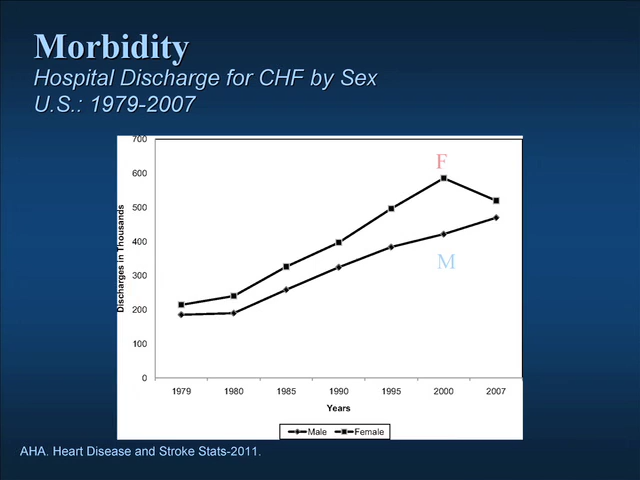 Morbidity
Hospital Discharge for CHF by Sex
U.S.: 1979-2007
700
600
500
400
300
200
100
0
Discharges in Thousands
F
M
1979 1980 1985 1990 1995 2000 2007
Years
Male Female
AHA. Heart Disease and Stroke Stats-2011.